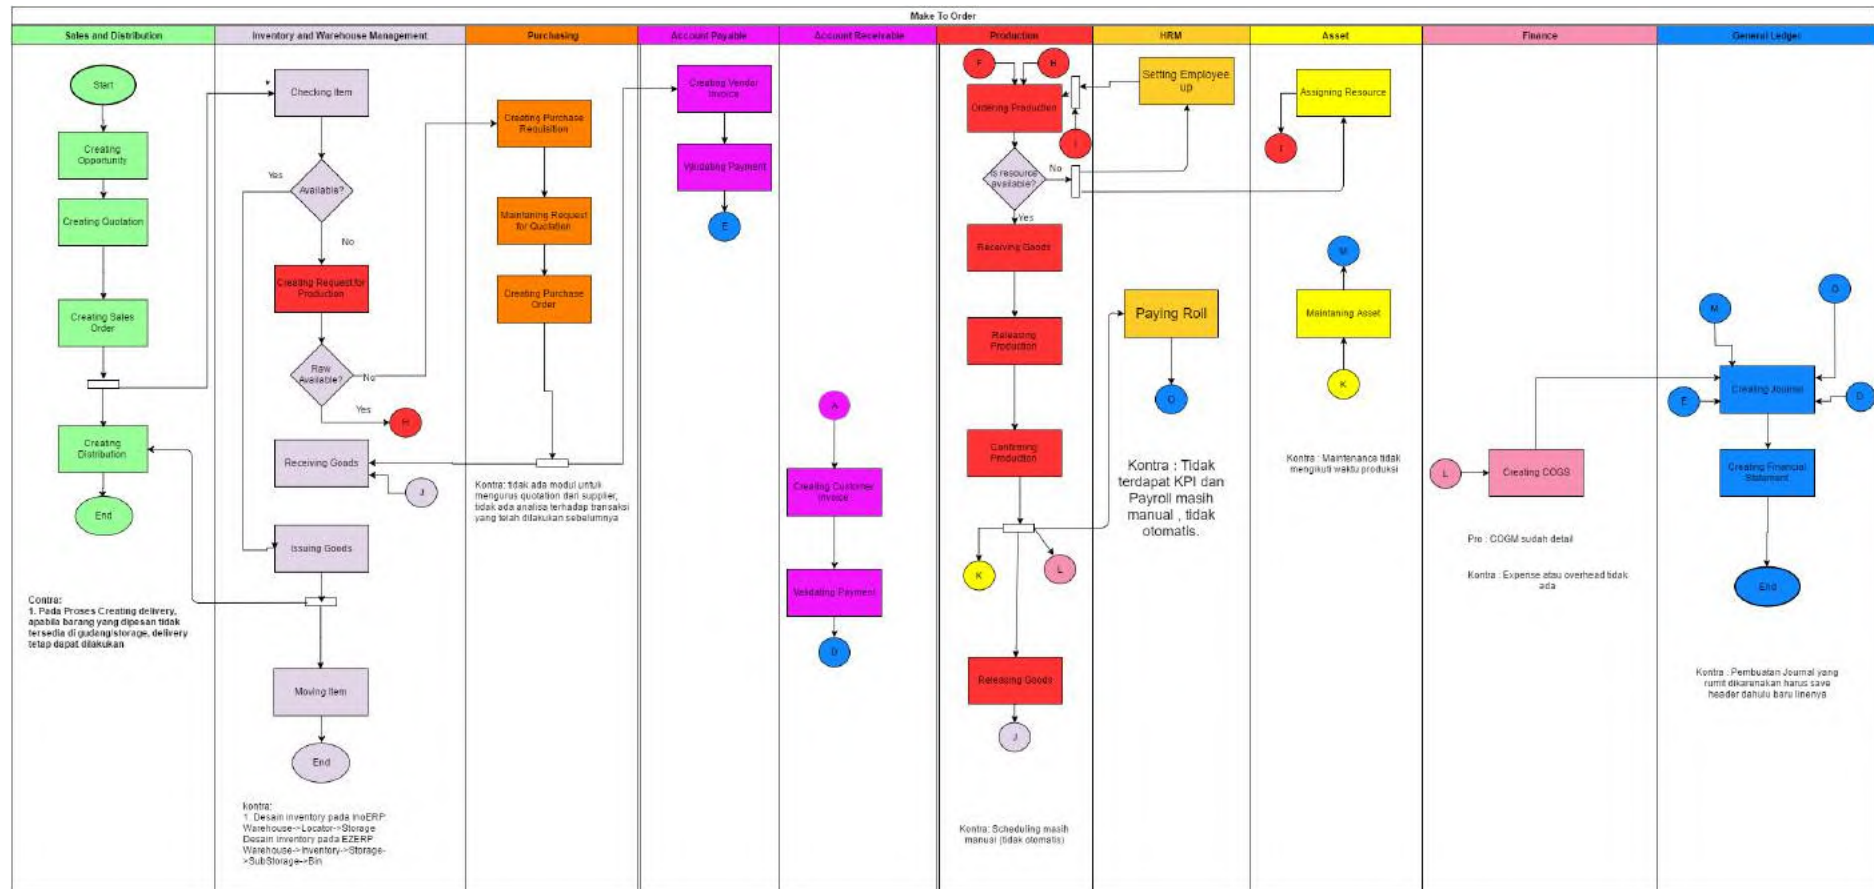 Make To Order
Sales and Distribution
Inventory and Warehouse Management
Purchasing
Account Payable
Account Receivable
Production
HRM
Asset
Finance
General Ledger
Start
Creating
Opportunity
Creating Quotation
Creating Sales
Order
Creating
Distribution
End
Contra:
1. Pada Proses Creating delivery,
apabila barang yang dipesan tidak
tersedia di gudang/storage, delivery
tetap dapat dilakukan
Checking Item
Yes
Available?
No
Creating Request for
Production
Raw
Available?
No
Yes
H
Receiving Goods
J
Issuing Goods
Moving Item
End
kontra:
1. Desain inventory pada InoERP
Warehouse->Locator->Storage
Desain inventory pada EZERP
Warehouse->Inventory->Storage-
>SubStorage->Bin
Creating Purchase
Requisition
Maintaning Request
for Quotation
Creating Purchase
Order
Kontra: tidak ada modul untuk
mengurus quotation dari supplier,
tidak ada analisa terhadap transaksi
yang telah dilakukan sebelumnya
Creating Vendor
Invoice
Validating Payment
E
A
Creating Customer
Invoice
Validating Payment
D
F
H
Ordering Production
I
Is resource
available?
No
Yes
Receiving Goods
Releasing
Production
Confirming
Production
K
L
Releasing Goods
J
Kontra: Scheduling masih
manual (tidak otomatis)
Setting Employee
up
Paying Roll
O
Kontra : Tidak
terdapat KPI dan
Payroll masih
manual , tidak
otomatis.
Assigning Resource
I
M
Maintaning Asset
K
Kontra : Maintenance tidak
mengikuti waktu produksi
L
Creating COGS
Pro : COGM sudah detail
Kontra : Expense atau overhead tidak
ada
M
O
Creating Journal
E
D
Creating Financial
Statement
End
Kontra : Pembuatan Journal yang
rumit dikarenakan harus save
header dahulu baru linenya